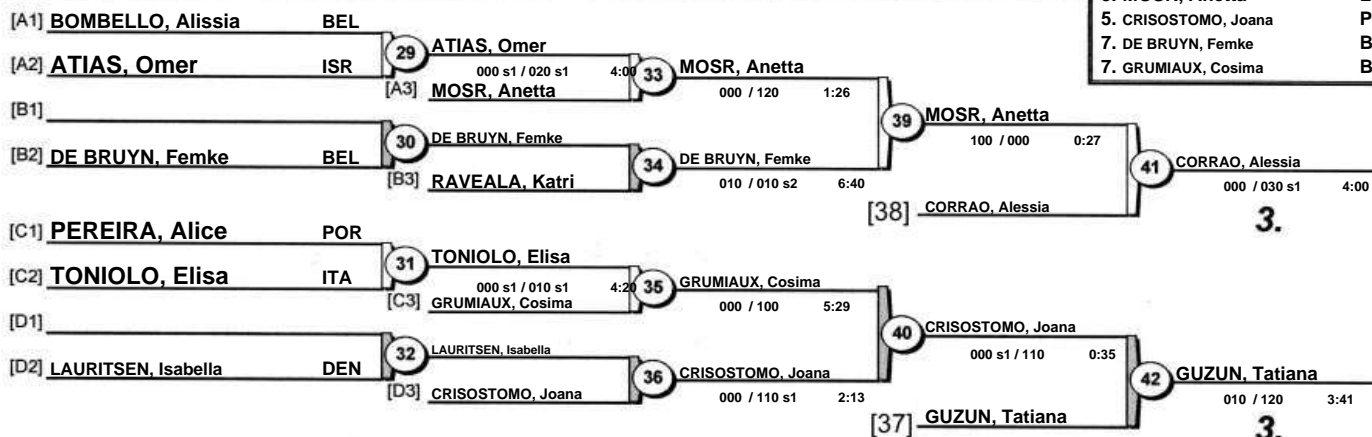 5. CRISOSTOMO, Joana P
7. DE BRUYN, Femke B
7. GRUMIAUX, Cosima B
[A1] BOMBELLO, Alissia BEL
[A2] ATIAS, Omer ISR
29
ATIAS, Omer
000 s1 / 020 s1 4:00
[A3] MOSR, Anetta
33
MOSR, Anetta
000 / 120 1:26
[B1]
[B2] DE BRUYN, Femke BEL
30
DE BRUYN, Femke
[B3] RAVEALA, Katri
34
DE BRUYN, Femke
010 / 010 s2 6:40
39
MOSR, Anetta
100 / 000 0:27
[38] CORRAO, Alessia
41
CORRAO, Alessia
000 / 030 s1 4:00
3.
[C1] PEREIRA, Alice POR
[C2] TONIOLO, Elisa ITA
31
TONIOLO, Elisa
000 s1 / 010 s1 4:20
[C3] GRUMIAUX, Cosima
35
GRUMIAUX, Cosima
000 / 100 5:29
[D1]
[D2] LAURITSEN, Isabella DEN
32
LAURITSEN, Isabella
[D3] CRISOSTOMO, Joana
36
CRISOSTOMO, Joana
000 / 110 s1 2:13
40
CRISOSTOMO, Joana
000 s1 / 110 0:35
[37] GUZUN, Tatiana
42
GUZUN, Tatiana
010 / 120 3:41
3.